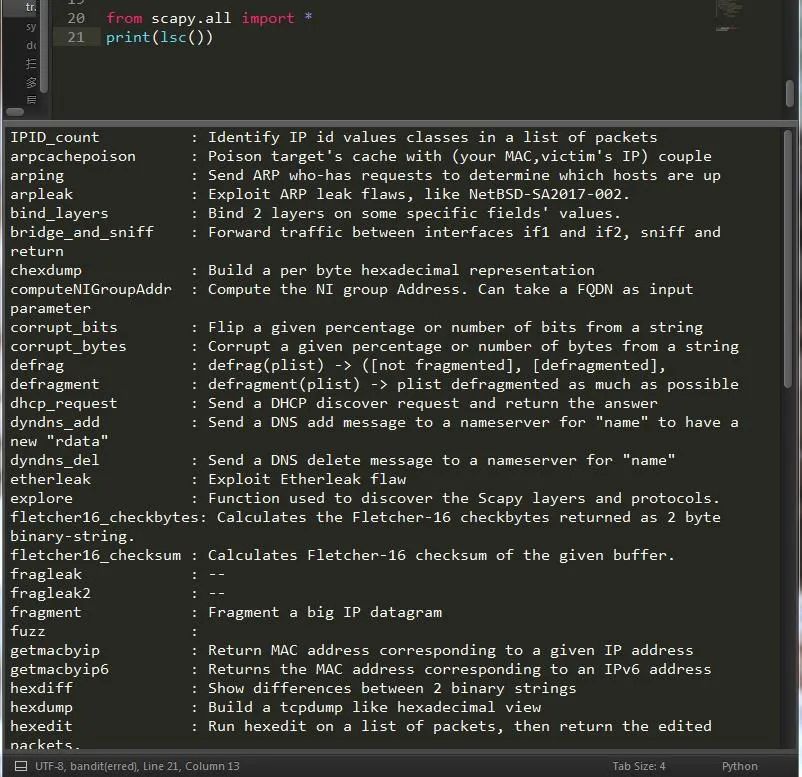 tr.
20 from scapy.all import *
sy
21 print(lsc())
dc
扫
多
局
IPID_count : Identify IP id values classes in a list of packets
arpcachepoison : Poison target's cache with (your MAC,victim's IP) couple
arping : Send ARP who-has requests to determine which hosts are up
arpleak : Exploit ARP leak flaws, like NetBSD-SA2017-002.
bind_layers : Bind 2 layers on some specific fields' values.
bridge_and_sniff : Forward traffic between interfaces if1 and if2, sniff and
return
chexdump : Build a per byte hexadecimal representation
computeNIGroupAddr : Compute the NI group Address. Can take a FQDN as input
parameter
corrupt_bits : Flip a given percentage or number of bits from a string
corrupt_bytes : Corrupt a given percentage or number of bytes from a string
defrag : defrag(plist) -> ([not fragmented], [defragmented],
defragment : defragment(plist) -> plist defragmented as much as possible
dhcp_request : Send a DHCP discover request and return the answer
dyndns_add : Send a DNS add message to a nameserver for "name" to have a
new "rdata"
dyndns_del : Send a DNS delete message to a nameserver for "name"
etherleak : Exploit Etherleak flaw
explore : Function used to discover the Scapy layers and protocols.
fletcher16_checkbytes: Calculates the Fletcher-16 checkbytes returned as 2 byte
binary-string.
fletcher16_checksum : Calculates Fletcher-16 checksum of the given buffer.
fragleak : --
fragleak2 : --
fragment : Fragment a big IP datagram
fuzz :
getmacbyip : Return MAC address corresponding to a given IP address
getmacbyip6 : Returns the MAC address corresponding to an IPv6 address
hexdiff : Show differences between 2 binary strings
hexdump : Build a tcpdump like hexadecimal view
hexedit : Run hexedit on a list of packets, then return the edited
packets.
UTF-8, bandit(erred), Line 21, Column 13 Tab Size: 4 Python